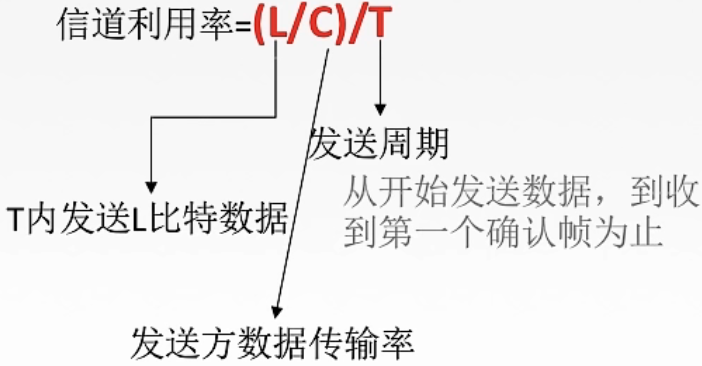 信道利用率=(L/C)/T
发送周期
从开始发送数据，到收
到第一个确认帧为止
T内发送L比特数据
发送方数据传输率